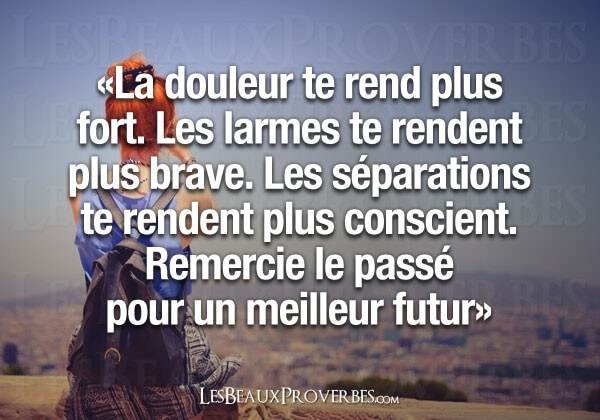 LESBEAUXPROVERBES
«La douleur te rend plus
fort. Les larmes te rendent
plus brave. Les séparations
te rendent plus conscient.
Remercie le passé
pour un meilleur futur»
LESBEAUXPROVERBES.COM